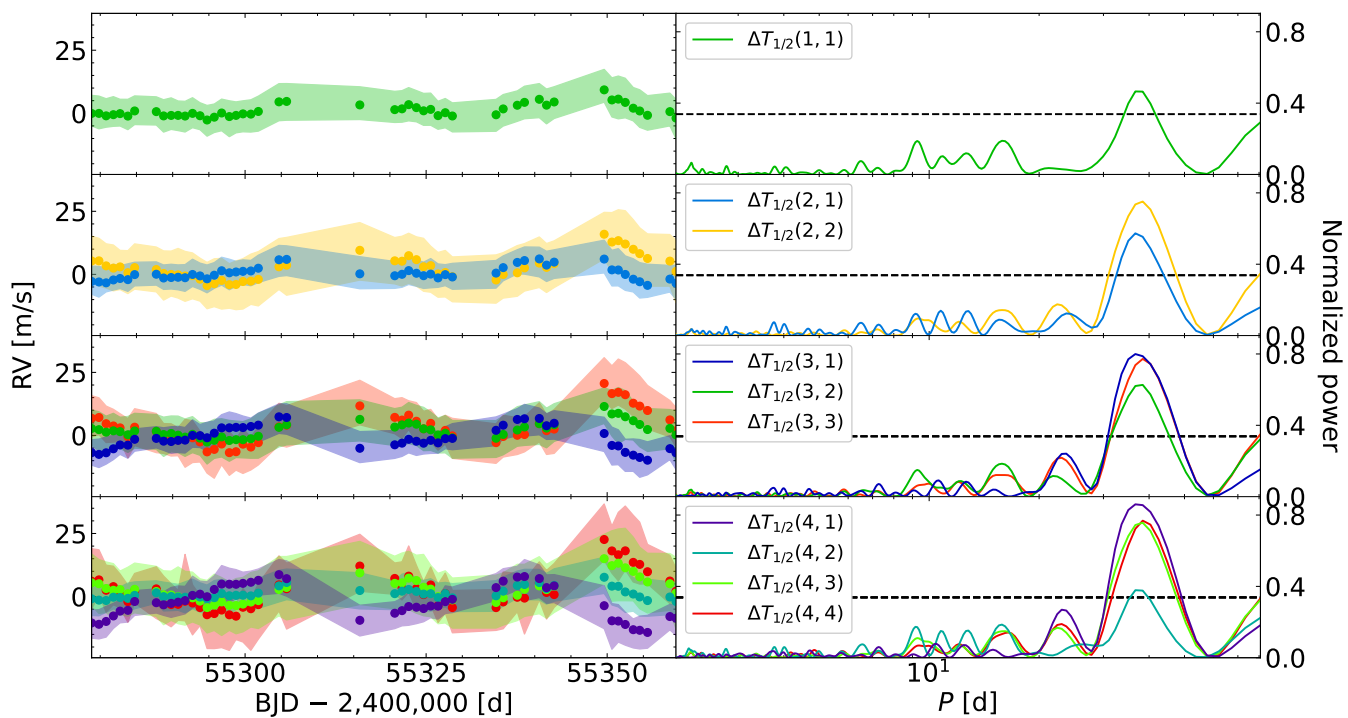 25
0
ΔT1/2(1, 1)
0.8
0.4
0.0
25
0
ΔT1/2(2, 1)
ΔT1/2(2, 2)
0.8
0.4
0.0
25
0
ΔT1/2(3, 1)
ΔT1/2(3, 2)
ΔT1/2(3, 3)
0.8
0.4
0.0
25
0
ΔT1/2(4, 1)
ΔT1/2(4, 2)
ΔT1/2(4, 3)
ΔT1/2(4, 4)
0.8
0.4
0.0
RV [m/s]
Normalized power
55300 55325 55350
10¹
BJD − 2,400,000 [d]
P [d]